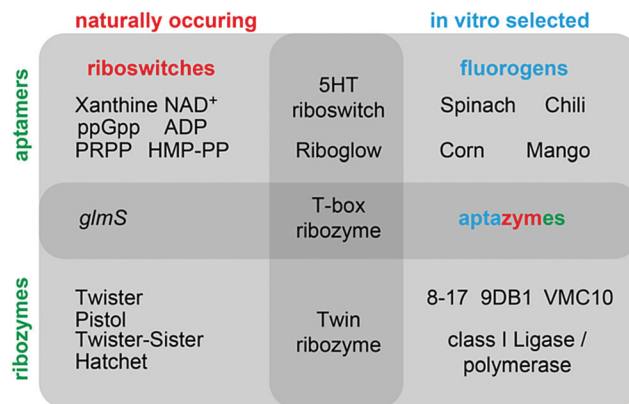 naturally occuring
in vitro selected
aptamers
riboswitches
Xanthine NAD⁺
ppGpp ADP
PRPP HMP-PP
5HT
riboswitch
Riboglow
fluorogens
Spinach Chili
Corn Mango
glmS
T-box
ribozyme
aptazymes
ribozymes
Twister
Pistol
Twister-Sister
Hatchet
Twin
ribozyme
8-17 9DB1 VMC10
class I Ligase /
polymerase